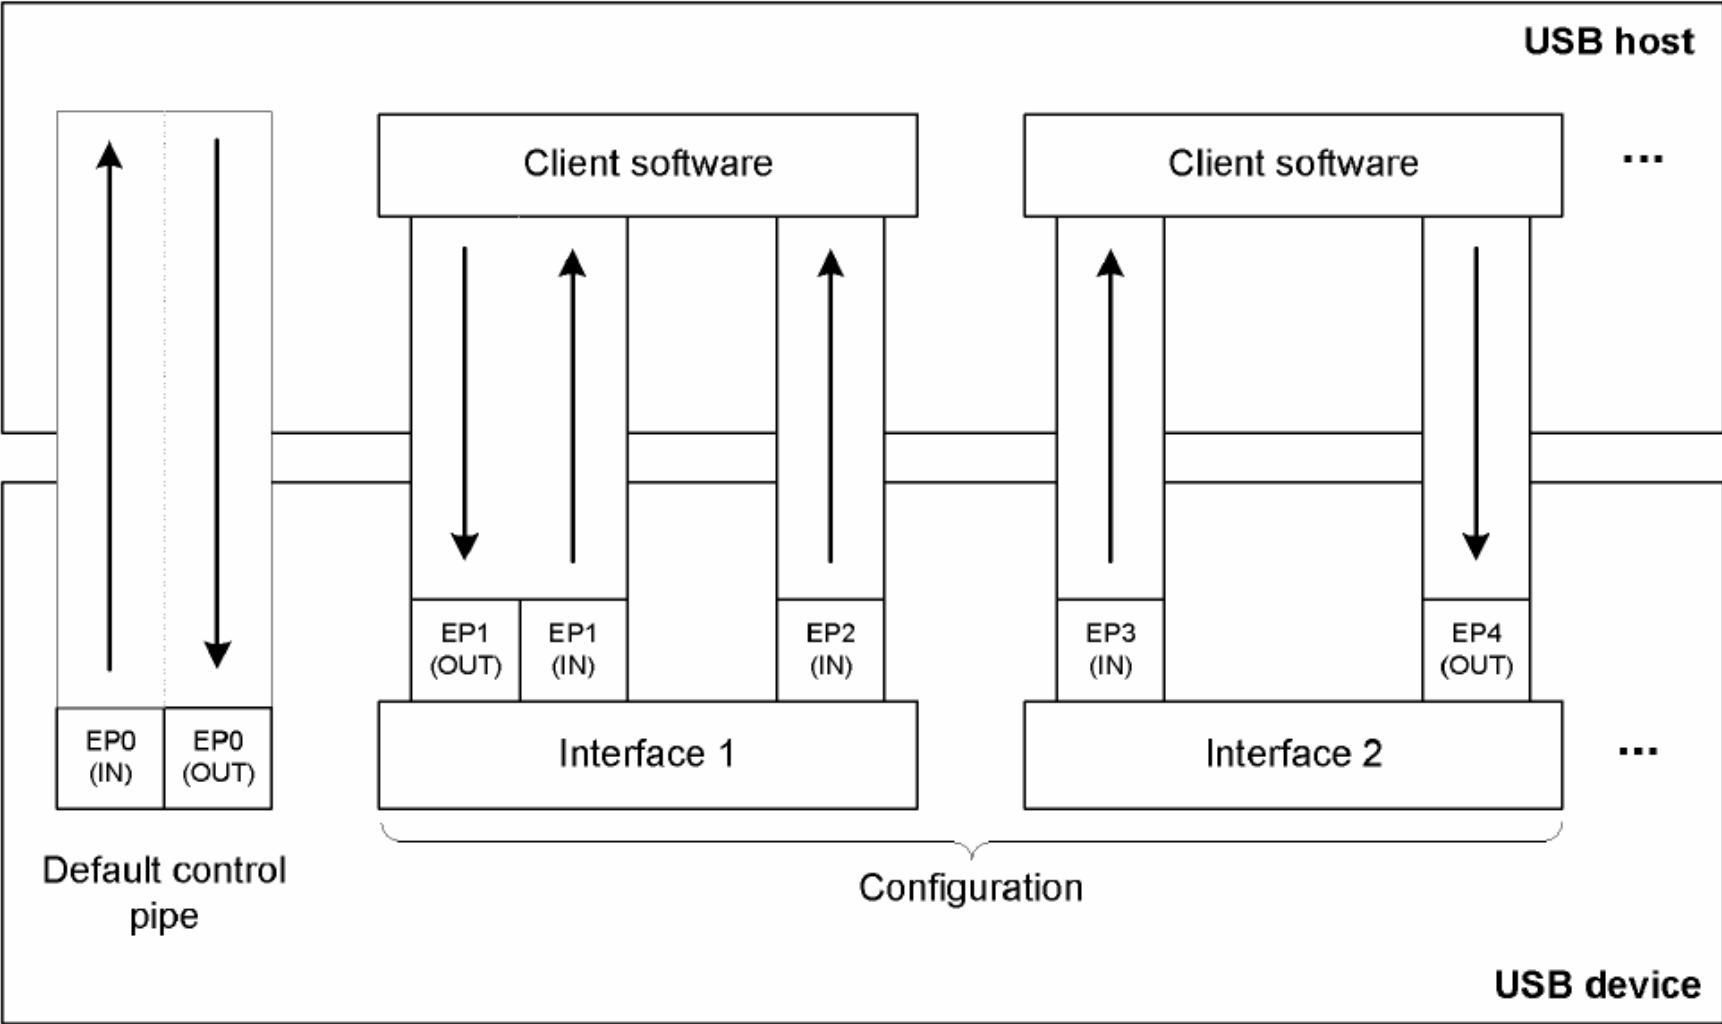 USB host
Client software
Client software
...
EP1
(OUT)
EP1
(IN)
EP2
(IN)
EP3
(IN)
EP4
(OUT)
EP0
(IN)
EP0
(OUT)
Interface 1
Interface 2
...
Default control
pipe
Configuration
USB device